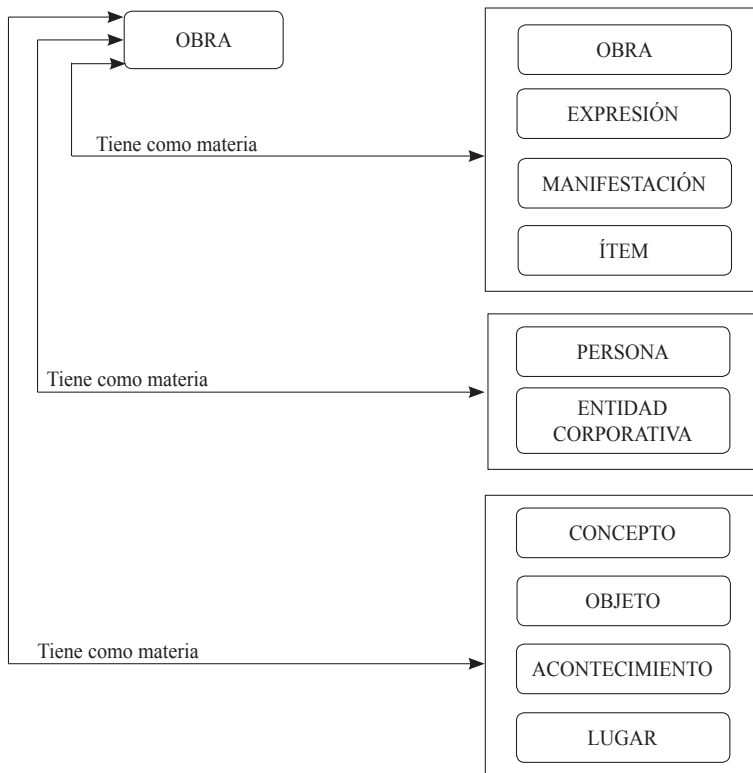 OBRA
Tiene como materia
OBRA
EXPRESIÓN
MANIFESTACIÓN
ÍTEM
Tiene como materia
PERSONA
ENTIDAD
CORPORATIVA
Tiene como materia
CONCEPTO
OBJETO
ACONTECIMIENTO
LUGAR